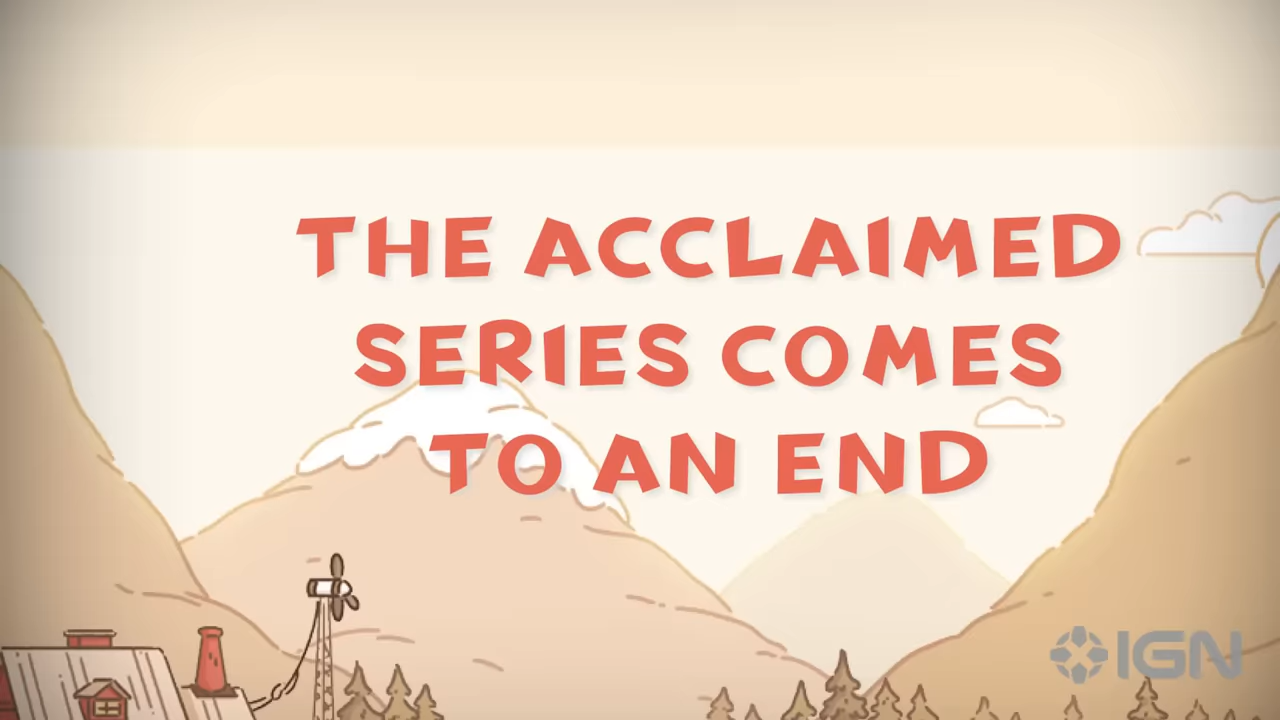 THE ACCLAIMED
SERIES COMES
TO AN END
IGN